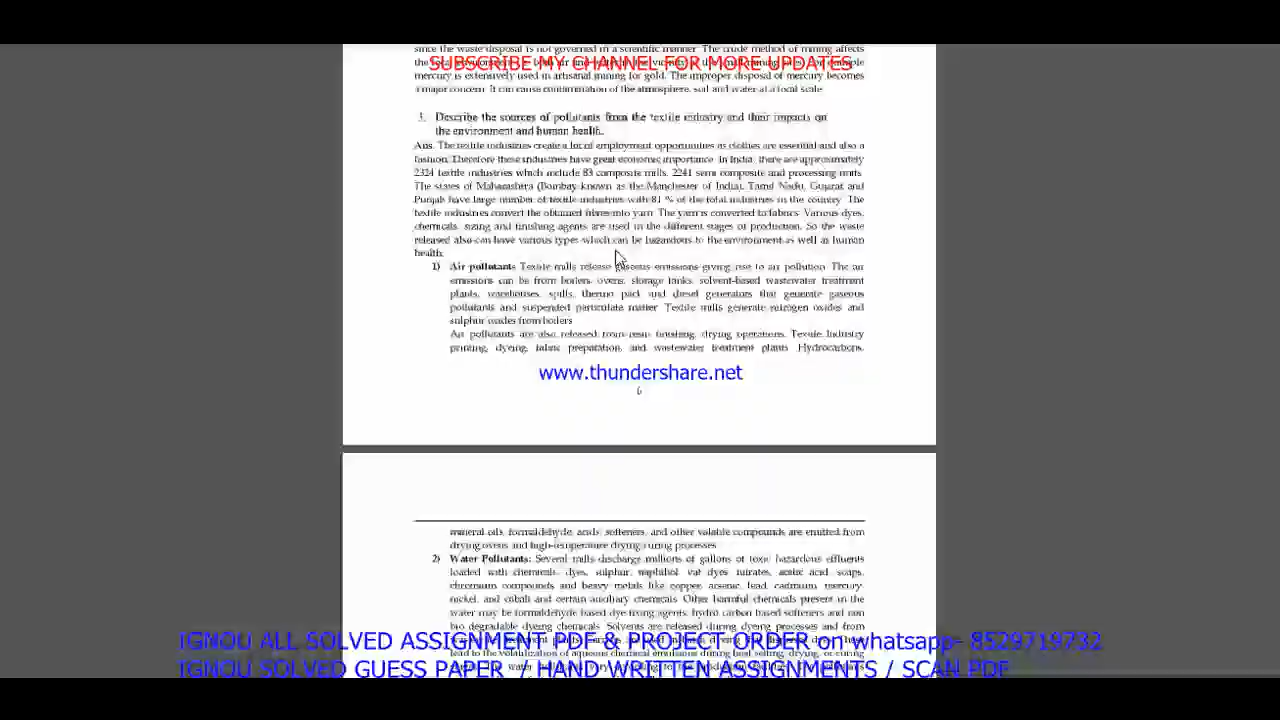 since the waste disposal is not governed in a scientific manner. The crude method of mining affects
SUBSCRIBE MY CHANNEL FOR MORE UPDATES
mercury is extensively used in artisanal mining for gold. The improper disposal of mercury becomes
a major concern. It can cause contamination of the atmosphere, soil and water at a local scale.
3. Describe the sources of pollutants from the textile industry and their impacts on
the environment and human health.
Ans. The textile industries create a lot of employment opportunities as clothes are essential and also a
fashion. Therefore these industries have great economic importance. In India, there are approximately
2324 textile industries which include 83 composite mills, 2241 semi composite and processing mills.
The states of Maharashtra (Bombay known as the Manchester of India), Tamil Nadu, Gujarat and
Punjab have large number of textile industries with 81 % of the total industries in the country. The
textile industries convert the obtained fibres into yarn. The yarn is converted to fabrics. Various dyes,
chemicals, sizing and finishing agents are used in the different stages of production. So the waste
released also can have various types which can be hazardous to the environment as well as human
health.
1) Air pollutants Textile mills release gaseous emissions giving rise to air pollution. The air
emissions can be from boilers, ovens, storage tanks, solvent-based wastewater treatment
plants, warehouses, spills, thermo pack and diesel generators that generate gaseous
pollutants and suspended particulate matter. Textile mills generate nitrogen oxides and
sulphur oxides from boilers.
Air pollutants are also released from resin finishing, drying operations, Textile Industry
printing, dyeing, fabric preparation, and wastewater treatment plants. Hydrocarbons,
www.thundershare.net
6
mineral oils, formaldehyde, acids, softeners, and other volatile compounds are emitted from
drying ovens and high-temperature drying/curing processes.
2) Water Pollutants: Several mills discharge millions of gallons of toxic hazardous effluents
loaded with chemicals, dyes, sulphur, naphthol, vat dyes, nitrates, acetic acid, soaps,
chromium compounds and heavy metals like copper, arsenic, lead, cadmium, mercury,
nickel, and cobalt and certain auxiliary chemicals. Other harmful chemicals present in the
water may be formaldehyde based dye fixing agents, hydro carbon based softeners and non
bio degradable dyeing chemicals. Solvents are released during dyeing processes and from
IGNOU ALL SOLVED ASSIGNMENT PDF & PROJECT ORDER on whatsapp- 8529719732
lead to the volatilization of aqueous chemical emulsions during heat setting, drying, or curing
IGNOU SOLVED GUESS PAPER / HAND WRITTEN ASSIGNMENTS / SCAN PDF